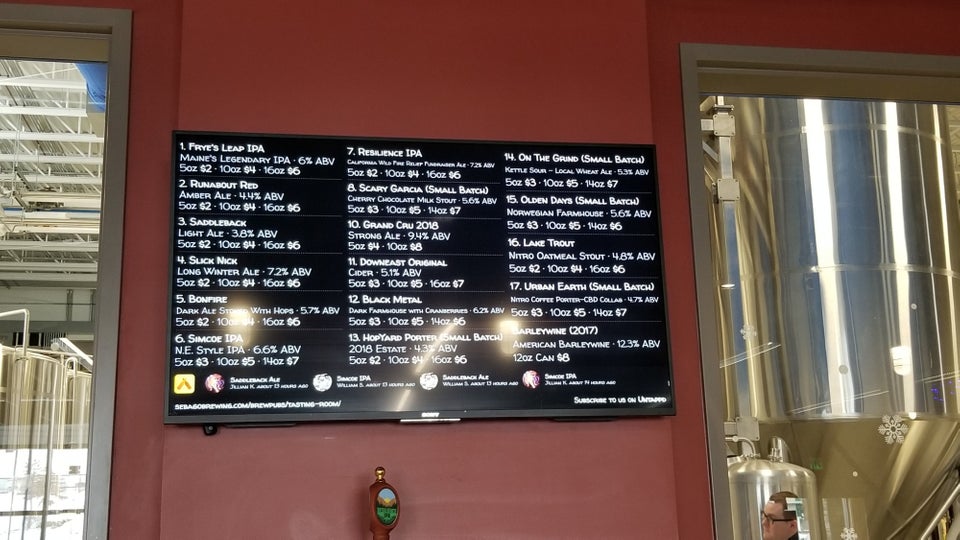 1. Frye's Leap IPA
Maine's Legendary IPA · 6% ABV
5oz $2 · 10oz $4 · 16oz $6
2. Runabout Red
Amber Ale · 4.4% ABV
5oz $2 · 10oz $4 · 16oz $6
3. Saddleback
Light Ale · 3.8% ABV
5oz $2 · 10oz $4 · 16oz $6
4. Slick Nick
Long Winter Ale · 7.2% ABV
5oz $2 · 10oz $4 · 16oz $6
5. Bonfire
Dark Ale Stoked With Hops · 5.7% ABV
5oz $2 · 10oz $4 · 16oz $6
6. Simcoe IPA
N.E. Style IPA · 6.6% ABV
5oz $3 · 10oz $5 · 14oz $7
7. Resilience IPA
California Wild Fire Relief Fundraiser Ale · 7.2% ABV
5oz $2 · 10oz $4 · 16oz $6
8. Scary Garcia (Small Batch)
Cherry Chocolate Milk Stout · 5.6% ABV
5oz $3 · 10oz $5 · 14oz $7
10. Grand Cru 2018
Strong Ale · 9.4% ABV
5oz $4 · 10oz $8
11. Downeast Original
Cider · 5.1% ABV
5oz $3 · 10oz $5 · 16oz $7
12. Black Metal
Dark Farmhouse with Cranberries · 6.2% ABV
5oz $3 · 10oz $5 · 14oz $6
13. HopYard Porter (Small Batch)
2018 Estate · 4.3% ABV
5oz $2 · 10oz $4 · 16oz $6
14. On The Grind (Small Batch)
Kettle Sour - Local Wheat Ale · 5.3% ABV
5oz $3 · 10oz $5 · 14oz $7
15. Olden Days (Small Batch)
Norwegian Farmhouse · 5.6% ABV
5oz $3 · 10oz $5 · 14oz $6
16. Lake Trout
Nitro Oatmeal Stout · 4.8% ABV
5oz $2 · 10oz $4 · 16oz $6
17. Urban Earth (Small Batch)
Nitro Coffee Porter-CBD Collab · 4.7% ABV
5oz $3 · 10oz $5 · 14oz $7
Barleywine (2017)
American Barleywine · 12.3% ABV
12oz Can $8
Saddleback Ale
Jillian K. about 13 hours ago
Simcoe IPA
William S. about 13 hours ago
Saddleback Ale
William S. about 13 hours ago
Simcoe IPA
Jillian K. about 14 hours ago
sebagobrewing.com/brewpubs/tasting-room/
Subscribe to us on Untappd
SONY